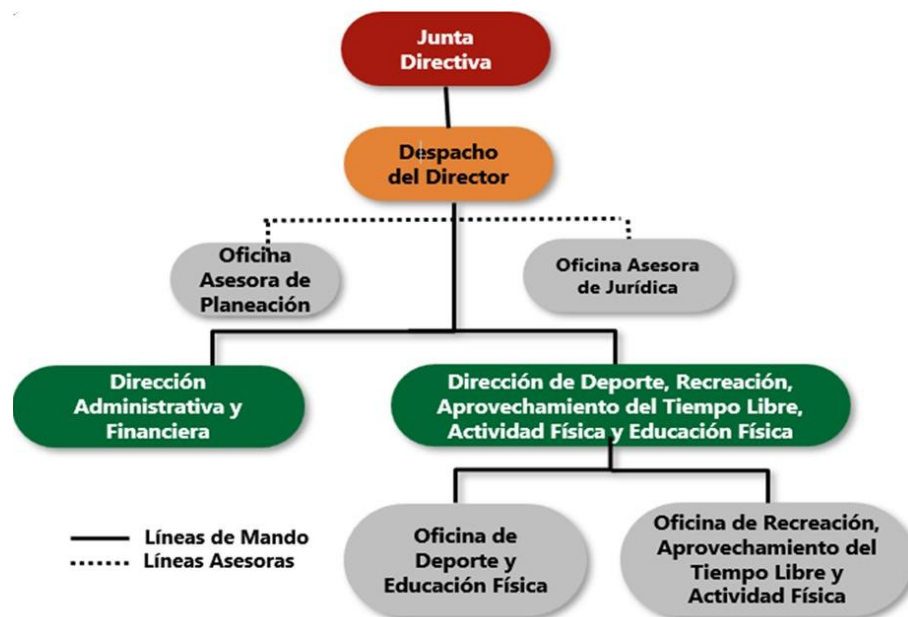 Junta
Directiva
Despacho
del Director
Oficina
Asesora de
Planeación
Oficina Asesora
de Jurídica
Dirección
Administrativa y
Financiera
Dirección de Deporte, Recreación,
Aprovechamiento del Tiempo Libre,
Actividad Física y Educación Física
Oficina de
Deporte y
Educación Física
Oficina de Recreación,
Aprovechamiento del
Tiempo Libre y
Actividad Física
Líneas de Mando
Líneas Asesoras